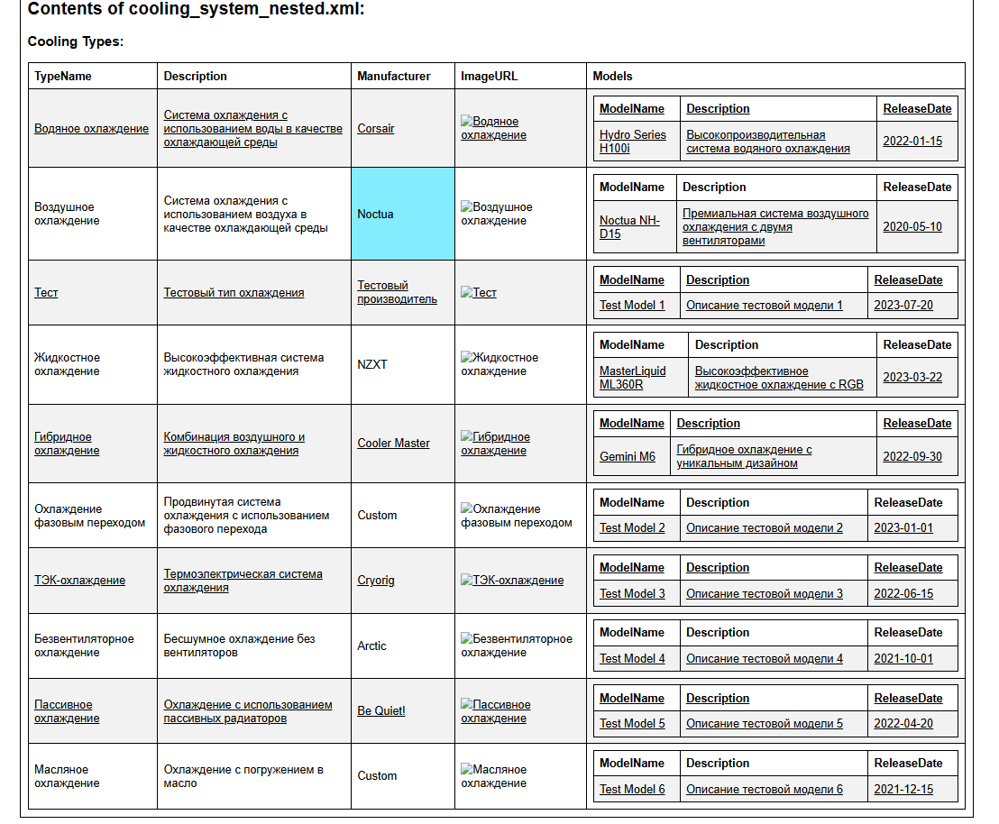 Contents of cooling_system_nested.xml:
Cooling Types:
TypeName Description Manufacturer ImageURL Models
Водяное охлаждение
Система охлаждения с
использованием воды в качестве
охлаждающей среды
Corsair
Водяное
охлаждение
ModelName Description ReleaseDate
Hydro Series
H100i
Высокопроизводительная
система водяного охлаждения
2022-01-15
Воздушное
охлаждение
Система охлаждения с
использованием воздуха в
качестве охлаждающей среды
Noctua
Воздушное
охлаждение
ModelName Description ReleaseDate
Noctua NH-
D15
Премиальная система воздушного
охлаждения с двумя
вентиляторами
2020-05-10
Тест
Тестовый тип охлаждения
Тестовый
производитель
Тест
ModelName Description ReleaseDate
Test Model 1 Описание тестовой модели 1 2023-07-20
Жидкостное
охлаждение
Высокоэффективная система
жидкостного охлаждения
NZXT
Жидкостное
охлаждение
ModelName Description ReleaseDate
MasterLiquid
ML360R
Высокоэффективное
жидкостное охлаждение с RGB
2023-03-22
Гибридное
охлаждение
Комбинация воздушного и
жидкостного охлаждения
Cooler Master
Гибридное
охлаждение
ModelName Description ReleaseDate
Gemini M6
Гибридное охлаждение с
уникальным дизайном
2022-09-30
Охлаждение
фазовым переходом
Продвинутая система
охлаждения с использованием
фазового перехода
Custom
Охлаждение
фазовым переходом
ModelName Description ReleaseDate
Test Model 2 Описание тестовой модели 2 2023-01-01
ТЭК-охлаждение
Термоэлектрическая система
охлаждения
Cryorig
ТЭК-охлаждение
ModelName Description ReleaseDate
Test Model 3 Описание тестовой модели 3 2022-06-15
Безвентиляторное
охлаждение
Бесшумное охлаждение без
вентиляторов
Arctic
Безвентиляторное
охлаждение
ModelName Description ReleaseDate
Test Model 4 Описание тестовой модели 4 2021-10-01
Пассивное
охлаждение
Охлаждение с использованием
пассивных радиаторов
Be Quiet!
Пассивное
охлаждение
ModelName Description ReleaseDate
Test Model 5 Описание тестовой модели 5 2022-04-20
Масляное
охлаждение
Охлаждение с погружением в
масло
Custom
Масляное
охлаждение
ModelName Description ReleaseDate
Test Model 6 Описание тестовой модели 6 2021-12-15